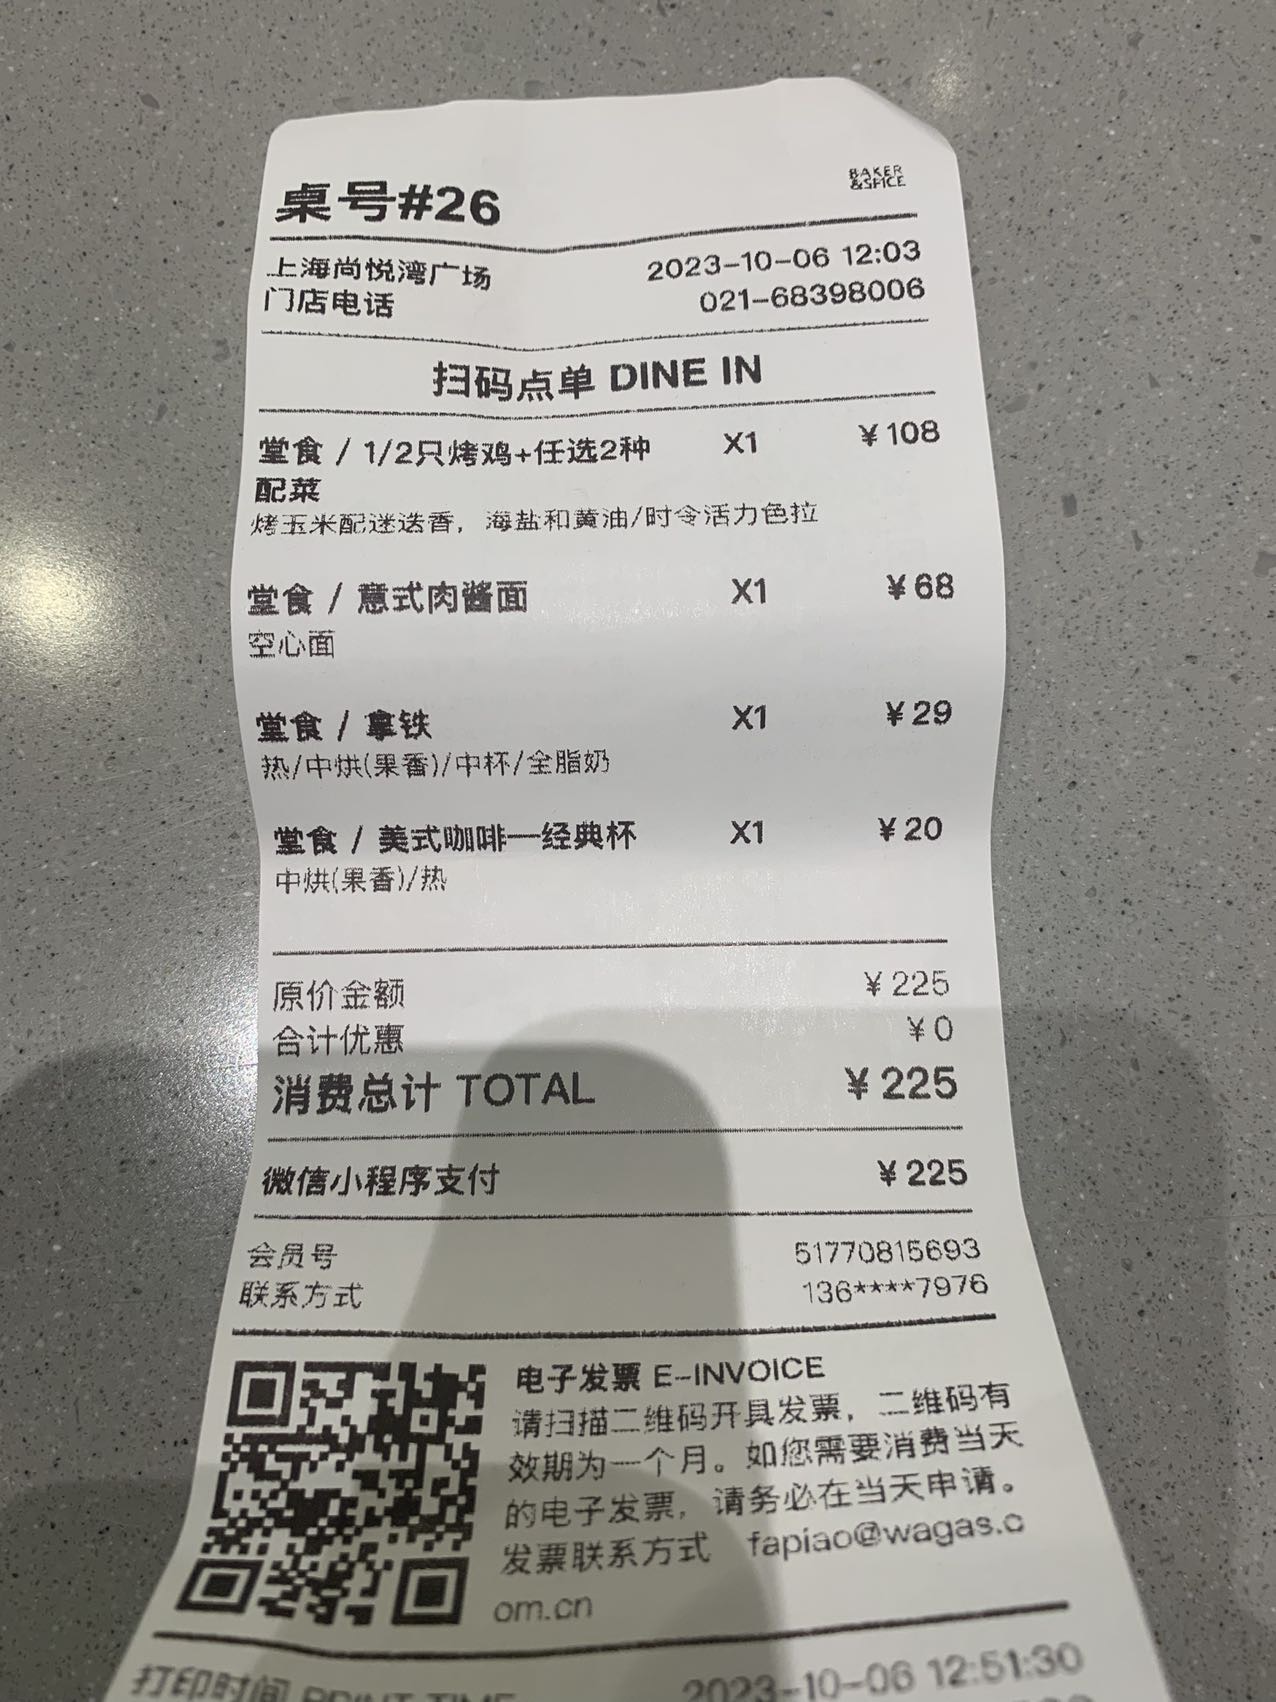 桌号#26
BAKER
&SPICE
上海尚悦湾广场 2023-10-06 12:03
门店电话 021-68398006
扫码点单 DINE IN
堂食 / 1/2只烤鸡+任选2种 X1 ¥108
配菜
烤玉米配迷迭香，海盐和黄油/时令活力色拉
堂食 / 意式肉酱面 X1 ¥68
空心面
堂食 / 拿铁 X1 ¥29
热/中烘(果香)/中杯/全脂奶
堂食 / 美式咖啡—经典杯 X1 ¥20
中烘(果香)/热
原价金额 ¥225
合计优惠 ¥0
消费总计 TOTAL ¥225
微信小程序支付 ¥225
会员号 51770815693
联系方式 136****7976
电子发票 E-INVOICE
请扫描二维码开具发票，二维码有
效期为一个月。如您需要消费当天
的电子发票，请务必在当天申请。
发票联系方式 fapiao@wagas.c
om.cn
打印时间 PRINT TIME 2023-10-06 12:51:30